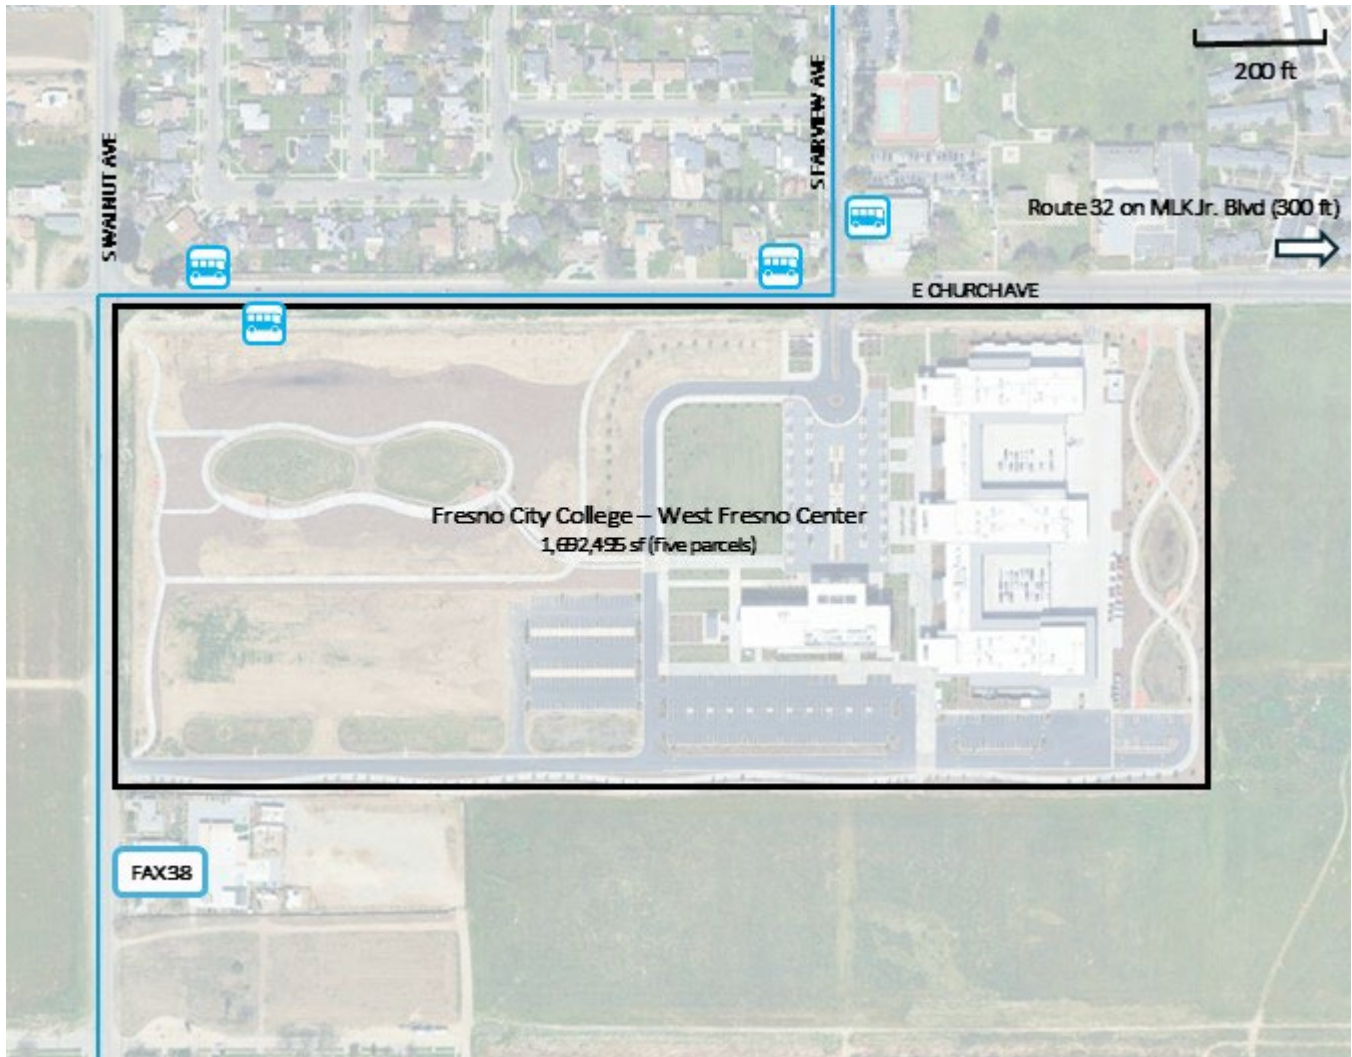 200 ft
S WALNUT AVE
S FAIRVIEW AVE
Route 32 on MLK Jr. Blvd (300 ft)
E CHURCH AVE
Fresno City College – West Fresno Center
1,692,495 sf (five parcels)
FAX38